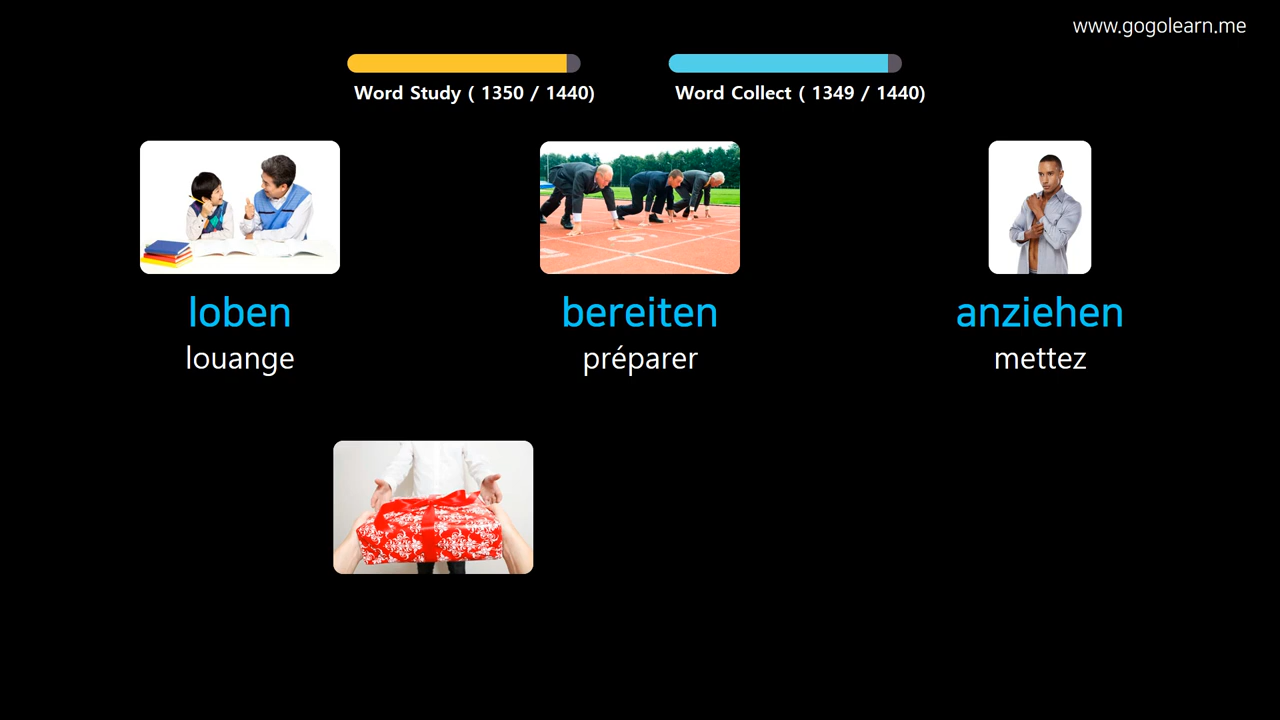 www.gogolearn.me
Word Study ( 1350 / 1440)
Word Collect ( 1349 / 1440)
loben
louange
bereiten
préparer
anziehen
mettez